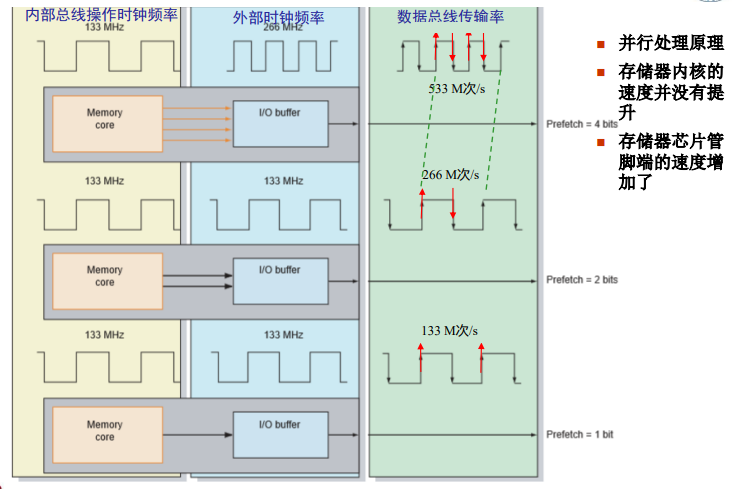 内部总线操作时钟频率 外部时钟频率 数据总线传输率
133 MHz 266 MHz
533 M次/s
Memory
core
I/O buffer
Prefetch = 4 bits
133 MHz 133 MHz
266 M次/s
Memory
core
I/O buffer
Prefetch = 2 bits
133 MHz 133 MHz
133 M次/s
Memory
core
I/O buffer
Prefetch = 1 bit
并行处理原理
存储器内核的
速度并没有提
升
存储器芯片管
脚端的速度增
加了